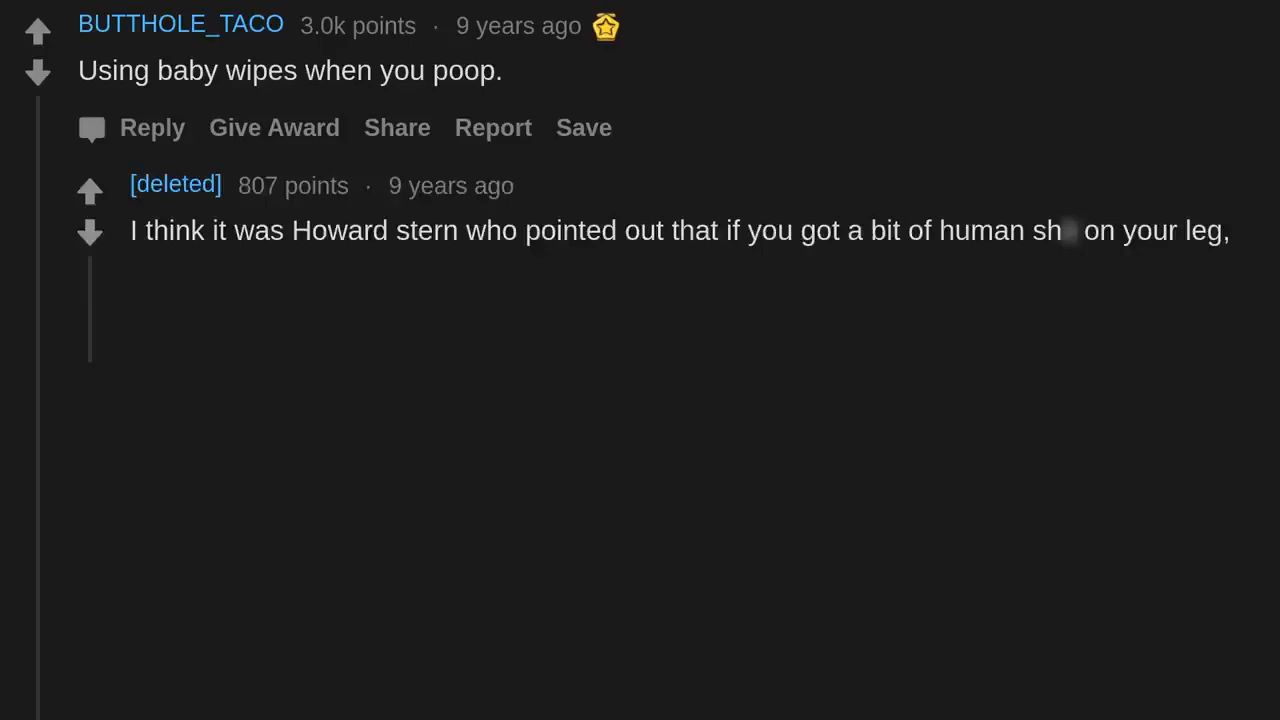 BUTTHOLE_TACO 3.0k points · 9 years ago
Using baby wipes when you poop.
Reply Give Award Share Report Save
[deleted] 807 points · 9 years ago
I think it was Howard stern who pointed out that if you got a bit of human sh on your leg,